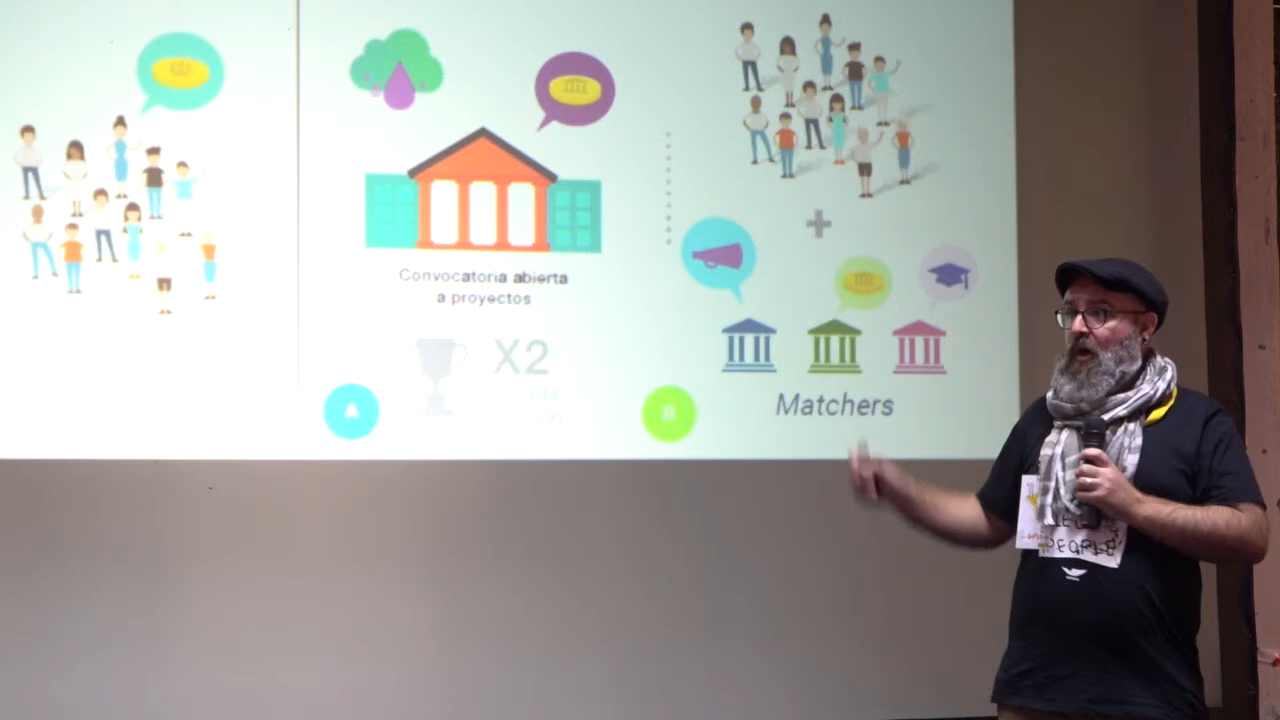 Convocatoria abierta
a proyectos
X2
A
B
Matchers
PEOPLE